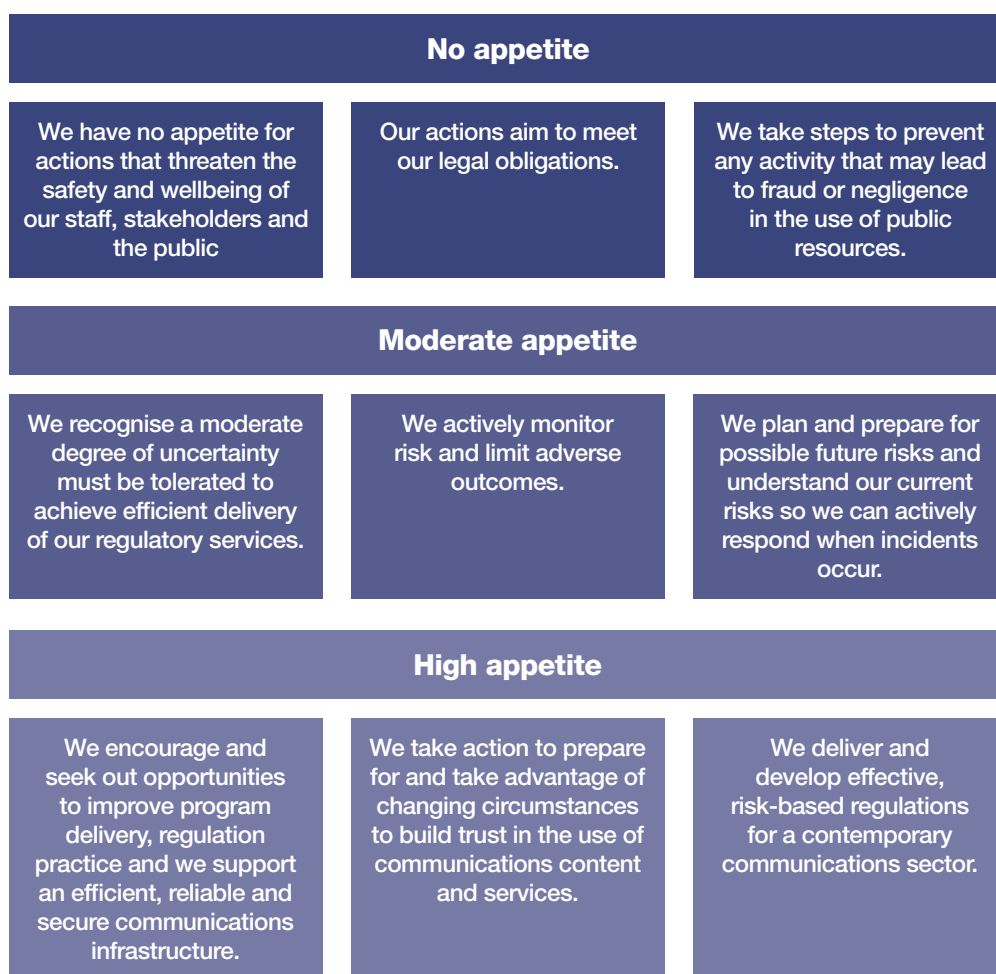 No appetite
We have no appetite for
actions that threaten the
safety and wellbeing of
our staff, stakeholders and
the public
Our actions aim to meet
our legal obligations.
We take steps to prevent
any activity that may lead
to fraud or negligence
in the use of public
resources.
Moderate appetite
We recognise a moderate
degree of uncertainty
must be tolerated to
achieve efficient delivery
of our regulatory services.
We actively monitor
risk and limit adverse
outcomes.
We plan and prepare for
possible future risks and
understand our current
risks so we can actively
respond when incidents
occur.
High appetite
We encourage and
seek out opportunities
to improve program
delivery, regulation
practice and we support
an efficient, reliable and
secure communications
infrastructure.
We take action to prepare
for and take advantage of
changing circumstances
to build trust in the use of
communications content
and services.
We deliver and
develop effective,
risk-based regulations
for a contemporary
communications sector.